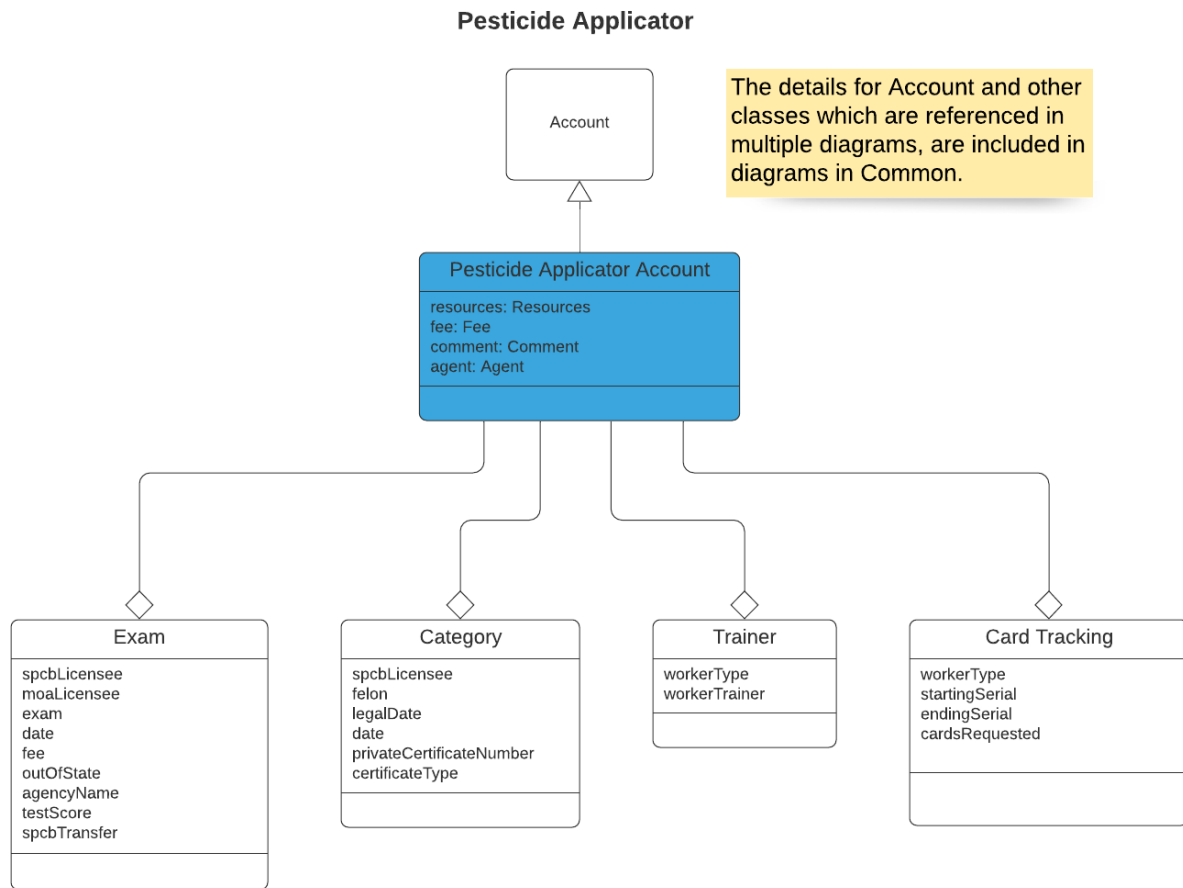 Pesticide Applicator
Account
The details for Account and other
classes which are referenced in
multiple diagrams, are included in
diagrams in Common.
Pesticide Applicator Account
resources: Resources
fee: Fee
comment: Comment
agent: Agent
Exam
spcbLicensee
moaLicensee
exam
date
fee
outOfState
agencyName
testScore
spcbTransfer
Category
spcbLicensee
felon
legalDate
date
privateCertificateNumber
certificateType
Trainer
workerType
workerTrainer
Card Tracking
workerType
startingSerial
endingSerial
cardsRequested